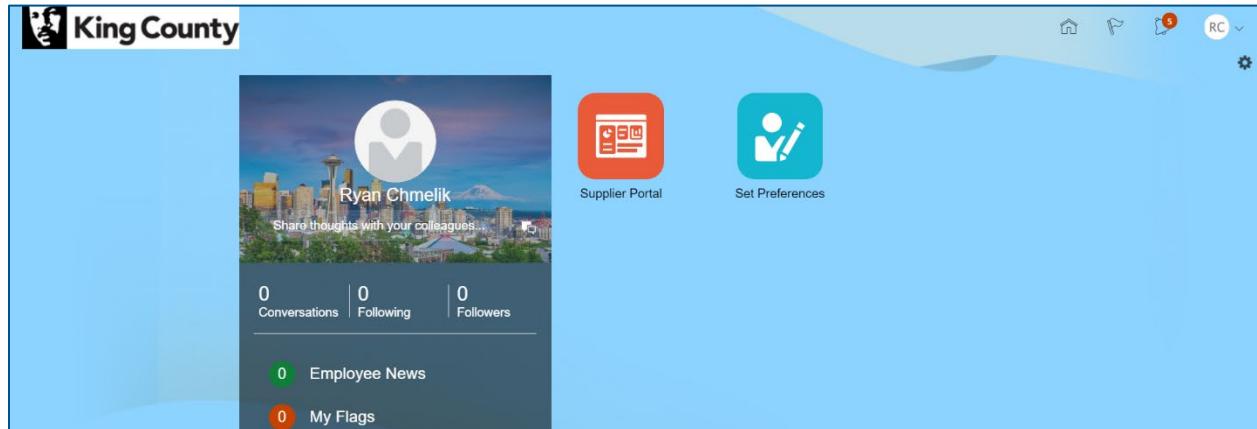 King County
5
RC
Ryan Chmelik
Share thoughts with your colleagues...
Supplier Portal
Set Preferences
0 0 0
Conversations Following Followers
0 Employee News
0 My Flags